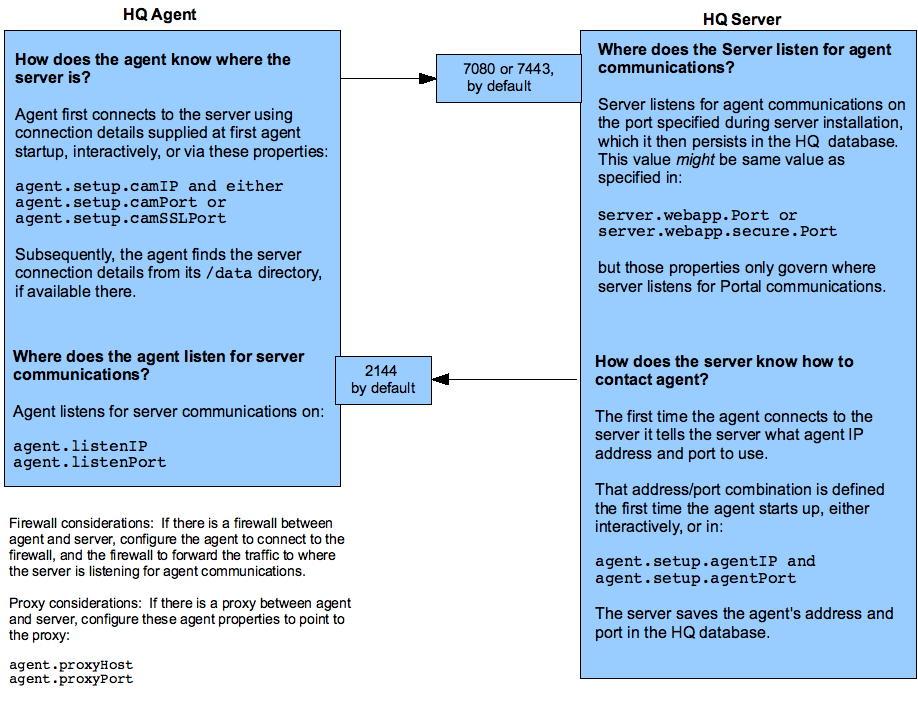 HQ Agent
How does the agent know where the
server is?
Agent first connects to the server using
connection details supplied at first agent
startup, interactively, or via these properties:
agent.setup.camIP and either
agent.setup.camPort or
agent.setup.camSSLPort
Subsequently, the agent finds the server
connection details from its /data directory,
if available there.
Where does the agent listen for server
communications?
Agent listens for server communications on:
agent.listenIP
agent.listenPort
7080 or 7443,
by default
2144
by default
HQ Server
Where does the Server listen for agent
communications?
Server listens for agent communications on
the port specified during server installation,
which it then persists in the HQ  database.
This value might be same value as
specified in:
server.webapp.Port or
server.webapp.secure.Port
but those properties only govern where
server listens for Portal communications.
How does the server know how to
contact agent?
The first time the agent connects to the
server it tells the server what agent IP
address and port to use.
That address/port combination is defined
the first time the agent starts up, either
interactively, or in:
agent.setup.agentIP and
agent.setup.agentPort
The server saves the agent's address and
port in the HQ database.
Firewall considerations:  If there is a firewall between
agent and server, configure the agent to connect to the
firewall, and the firewall to forward the traffic to where
the server is listening for agent communications.
Proxy considerations:  If there is a proxy between agent
and server, configure these agent properties to point to
the proxy:
agent.proxyHost
agent.proxyPort